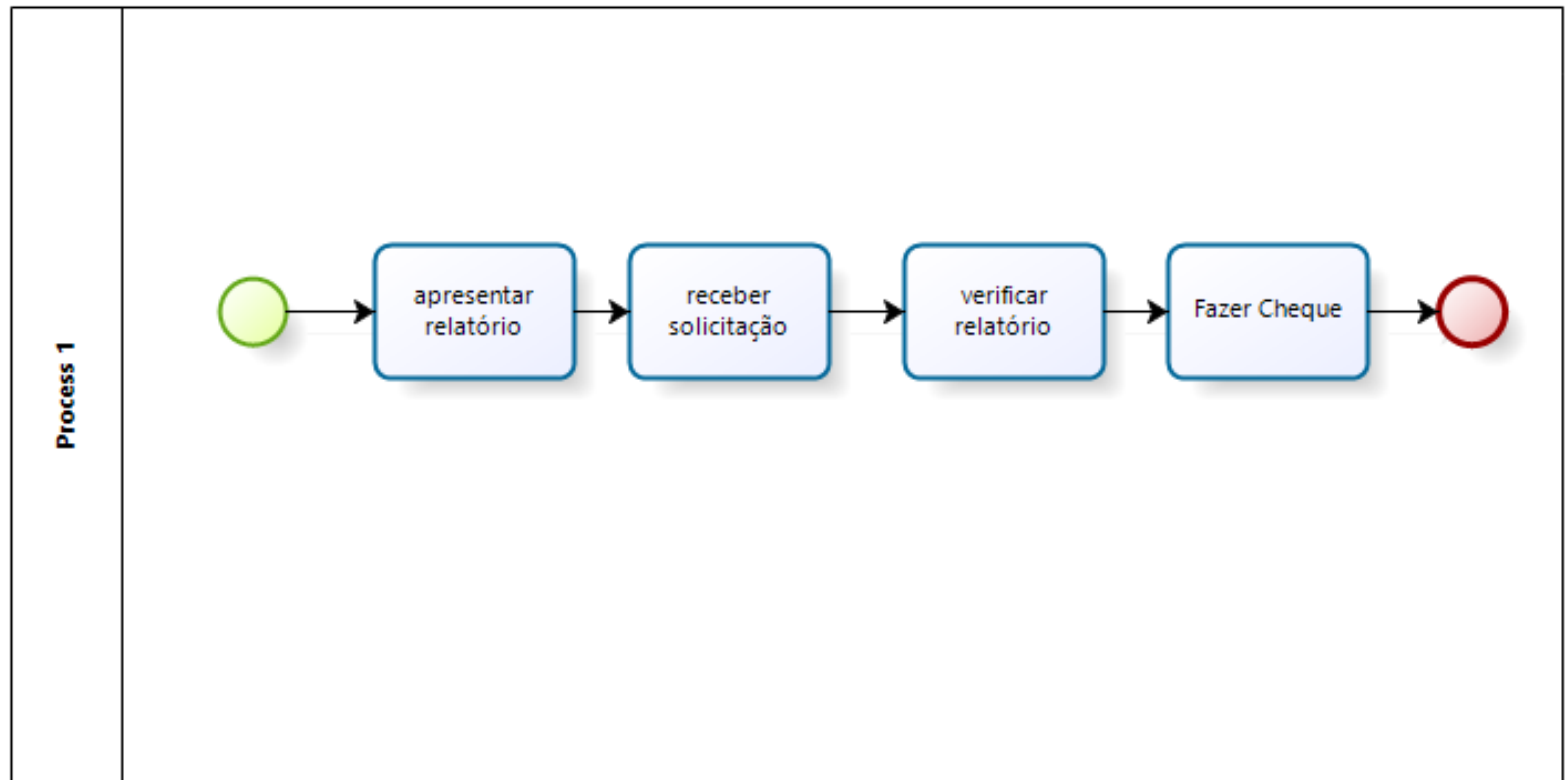 Process 1
apresentar
relatório
receber
solicitação
verificar
relatório
Fazer Cheque